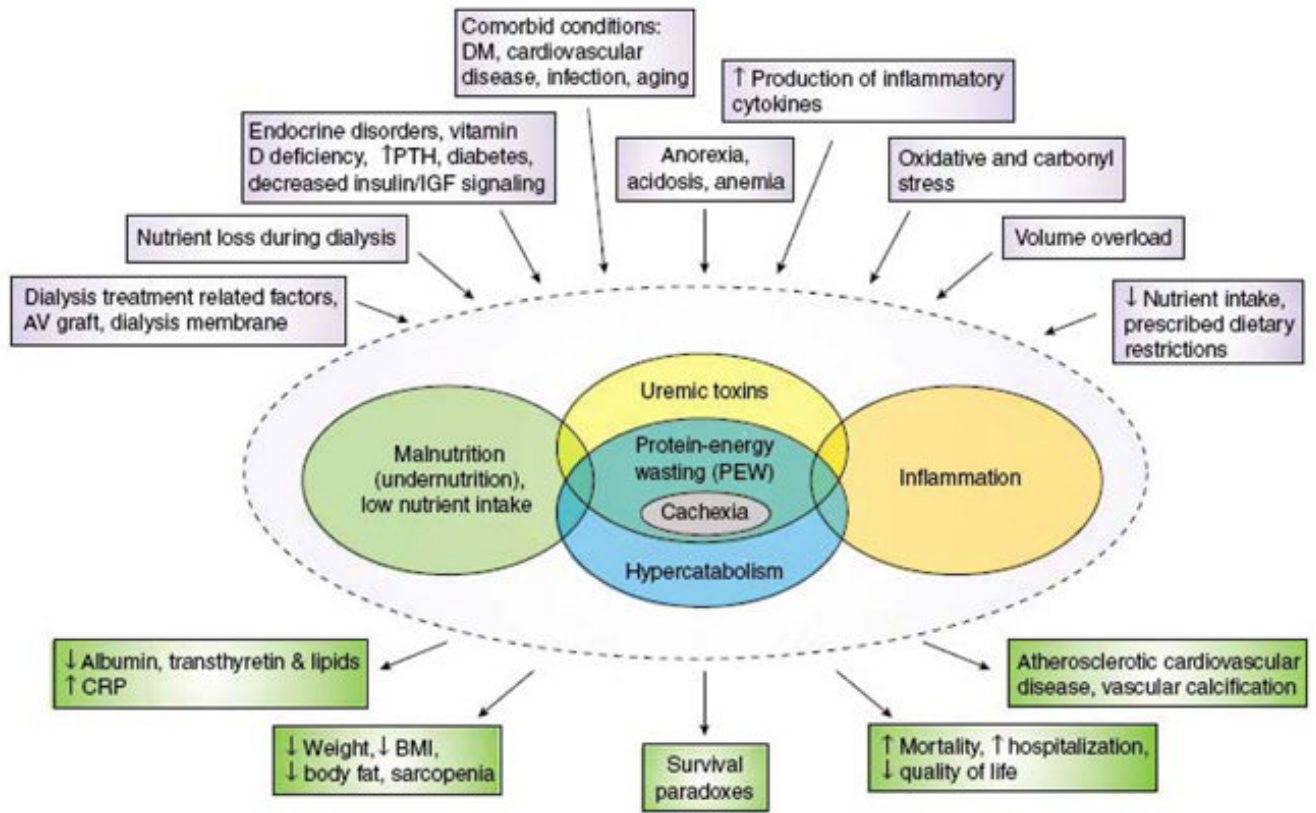 Comorbid conditions:
DM, cardiovascular
disease, infection, aging
↑ Production of inflammatory
cytokines
Endocrine disorders, vitamin
D deficiency, ↑PTH, diabetes,
decreased insulin/IGF signaling
Anorexia,
acidosis, anemia
Oxidative and carbonyl
stress
Nutrient loss during dialysis
Volume overload
Dialysis treatment related factors,
AV graft, dialysis membrane
↓ Nutrient intake,
prescribed dietary
restrictions
Uremic toxins
Malnutrition
(undernutrition),
low nutrient intake
Protein-energy
wasting (PEW)
Inflammation
Cachexia
Hypercatabolism
↓ Albumin, transthyretin & lipids
↑ CRP
Atherosclerotic cardiovascular
disease, vascular calcification
↓ Weight, ↓ BMI,
↓ body fat, sarcopenia
Survival
paradoxes
↑ Mortality, ↑ hospitalization,
↓ quality of life